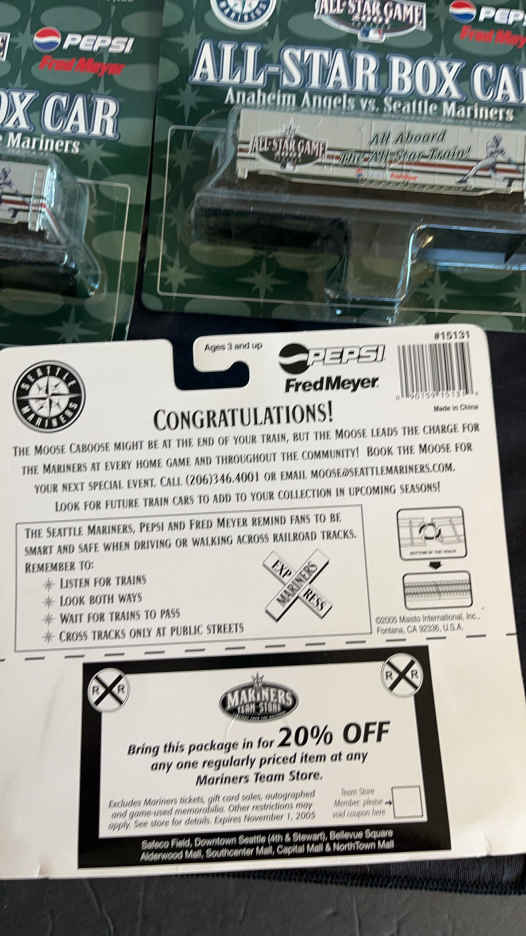 PEPSI
Fred Meyer
OX CAR
Mariners
MARINERS
ALL-STAR GAME
PEP
Fred Mey
ALL-STAR BOX CA
Anaheim Angels vs. Seattle Mariners
ALL-STAR GAME
All Aboard
The All-Star Train!
#15131
Ages 3 and up
PEPSI
FredMeyer
SEATTLE
MARINERS
Made in China
CONGRATULATIONS!
THE MOOSE CABOOSE MIGHT BE AT THE END OF YOUR TRAIN, BUT THE MOOSE LEADS THE CHARGE FOR
THE MARINERS AT EVERY HOME GAME AND THROUGHOUT THE COMMUNITY! BOOK THE MOOSE FOR
YOUR NEXT SPECIAL EVENT. CALL (206)346.4001 OR EMAIL MOOSE@SEATTLEMARINERS.COM.
LOOK FOR FUTURE TRAIN CARS TO ADD TO YOUR COLLECTION IN UPCOMING SEASONS!
THE SEATTLE MARINERS, PEPSI AND FRED MEYER REMIND FANS TO BE
SMART AND SAFE WHEN DRIVING OR WALKING ACROSS RAILROAD TRACKS.
REMEMBER TO:
LISTEN FOR TRAINS
LOOK BOTH WAYS
WAIT FOR TRAINS TO PASS
CROSS TRACKS ONLY AT PUBLIC STREETS
EXP RESS
MARINERS
©2005 Maisto International, Inc.,
Fontana, CA 92336, U.S.A.
R R
MARINERS
TEAM STORE
R R
Bring this package in for 20% OFF
any one regularly priced item at any
Mariners Team Store.
Excludes Mariners tickets, gift card sales, autographed
and game-used memorabilia. Other restrictions may
apply. See store for details. Expires November 1, 2005
Team Store
Member, please
void coupon here
Safeco Field, Downtown Seattle (4th & Stewart), Bellevue Square
Alderwood Mall, Southcenter Mall, Capital Mall & NorthTown Mall